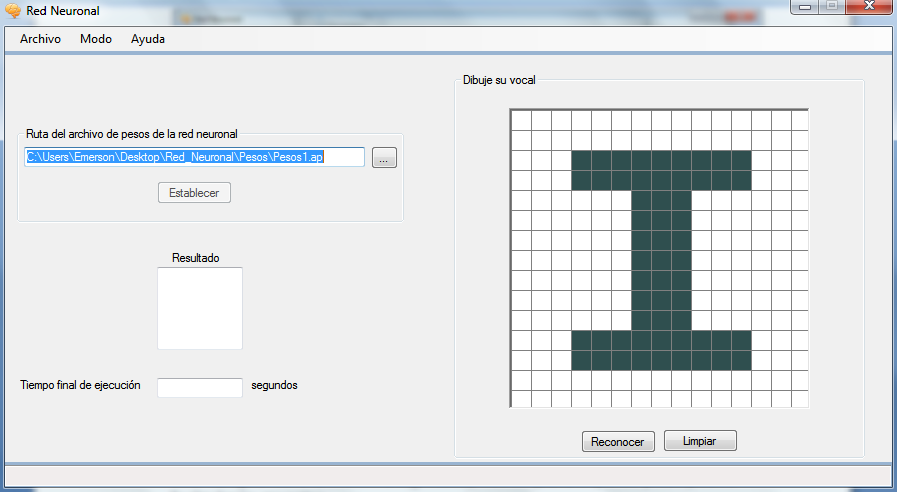 Red Neuronal
Archivo Modo Ayuda
Dibuje su vocal
Ruta del archivo de pesos de la red neuronal
C:\Users\Emerson\Desktop\Red_Neuronal\Pesos\Pesos1.ap
...
Establecer
Resultado
Tiempo final de ejecución segundos
Reconocer Limpiar